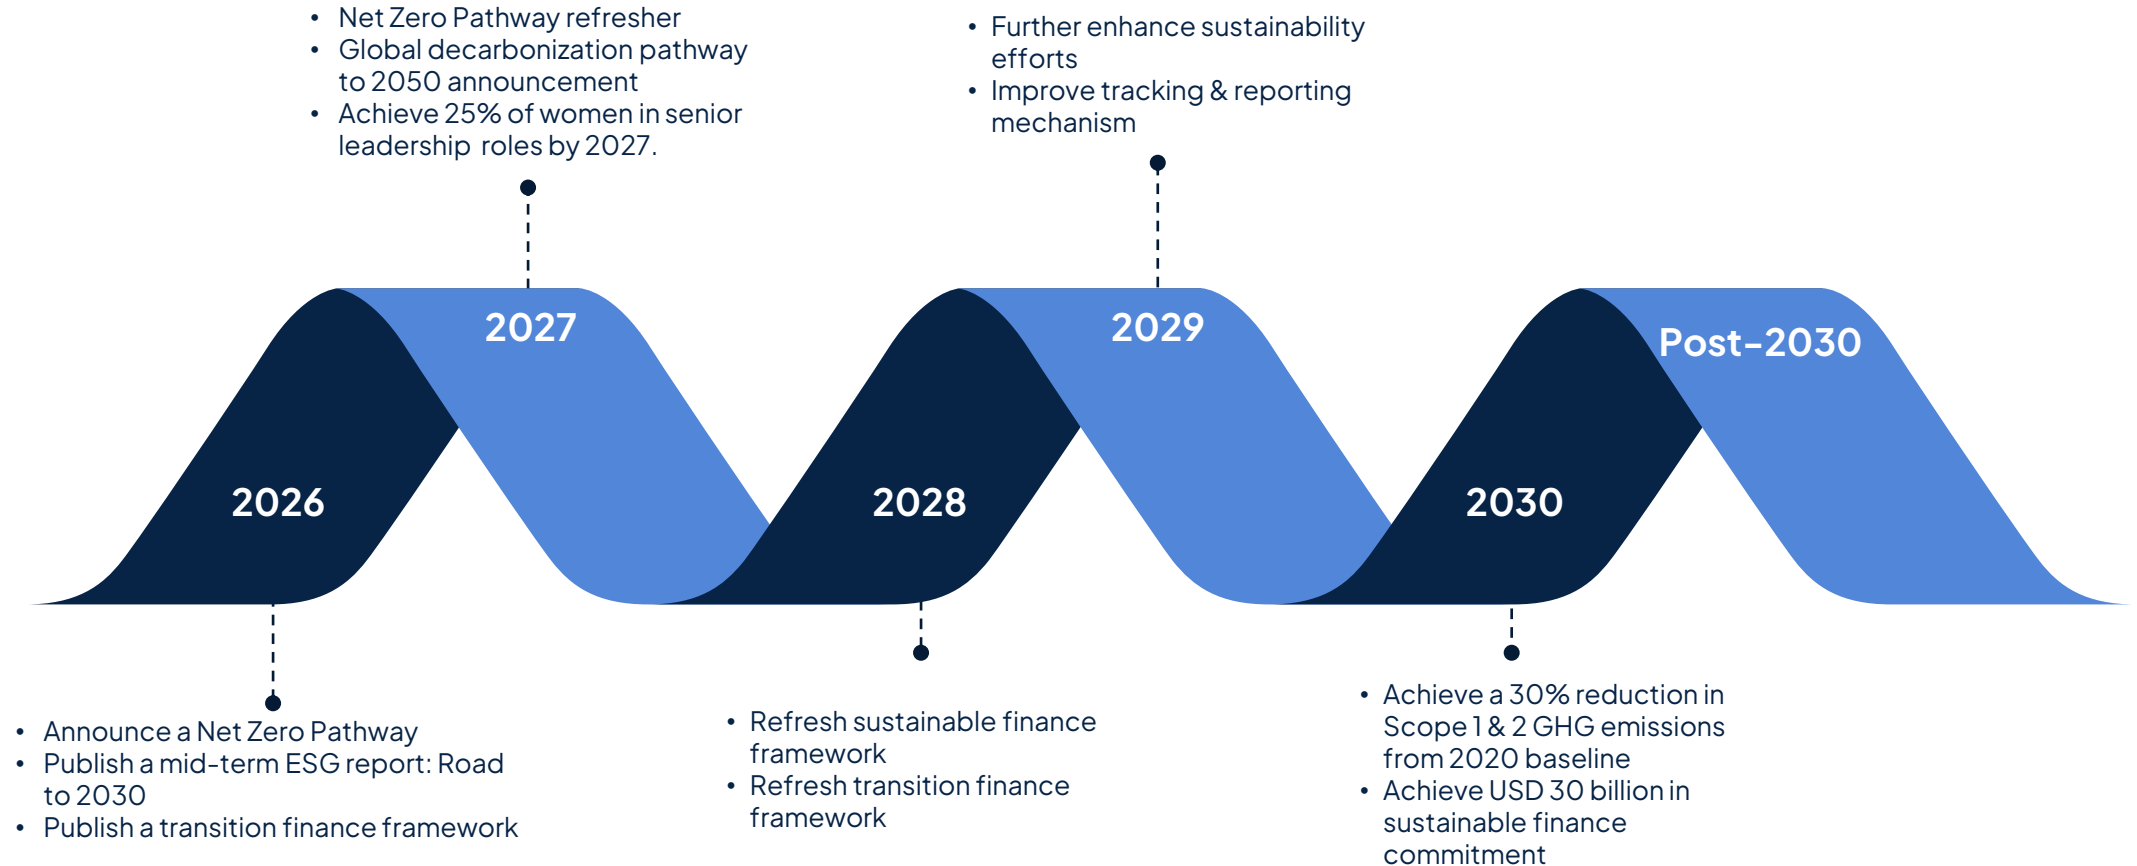 • Net Zero Pathway refresher
• Global decarbonization pathway
to 2050 announcement
• Achieve 25% of women in senior
leadership roles by 2027.
• Further enhance sustainability
efforts
• Improve tracking & reporting
mechanism
2027
2029
Post-2030
2026
2028
2030
• Announce a Net Zero Pathway
• Publish a mid-term ESG report: Road
to 2030
• Publish a transition finance framework
• Refresh sustainable finance
framework
• Refresh transition finance
framework
• Achieve a 30% reduction in
Scope 1 & 2 GHG emissions
from 2020 baseline
• Achieve USD 30 billion in
sustainable finance
commitment